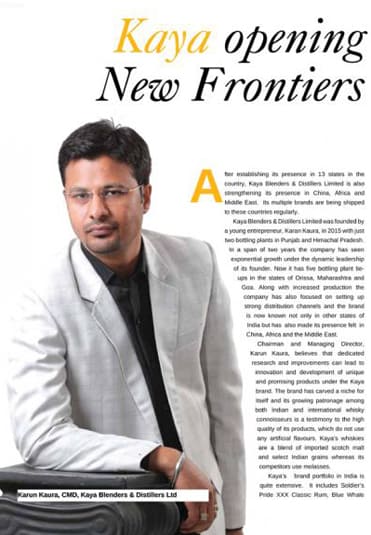 Kaya opening
New Frontiers
After establishing its presence in 13 states in the
country, Kaya Blenders & Distillers Limited is also
strengthening its presence in China, Africa and
Middle East. Its multiple brands are being shipped
to these countries regularly.
Kaya Blenders & Distillers Limited was founded by
a young entrepreneur, Karan Kaura, in 2015 with just
two bottling plants in Punjab and Himachal Pradesh.
In a span of two years the company has seen
exponential growth under the dynamic leadership
of its founder. Now it has five bottling plant tie-
ups in the states of Orissa, Maharashtra and
Goa. Along with increased production the
company has also focused on setting up
strong distribution channels and the brand
is now known not only in other states of
India but has also made its presence felt in
China, Africa and the Middle East.
Chairman and Managing Director,
Karun Kaura, believes that dedicated
research and improvements can lead to
innovation and development of unique
and promising products under the Kaya
brand. The brand has carved a niche for
itself and its growing patronage among
both Indian and international whisky
connoisseurs is a testimony to the high
quality of its products, which do not use
any artificial flavours. Kaya's whiskies
are a blend of imported scotch malt
and select Indian grains whereas its
competitors use molasses.
Kaya's brand portfolio in India is
quite extensive. It includes Soldier's
Pride XXX Classic Rum, Blue Whale
Karun Kaura, CMD, Kaya Blenders & Distillers Ltd